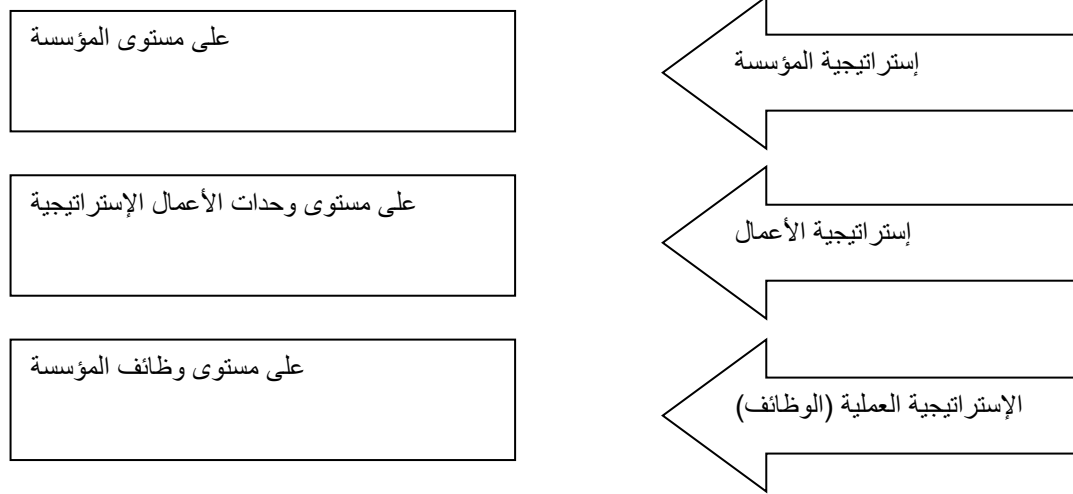 إستراتيجية المؤسسة
على مستوى المؤسسة
إستراتيجية الأعمال
على مستوى وحدات الأعمال الإستراتيجية
الإستراتيجية العملية (الوظائف)
على مستوى وظائف المؤسسة